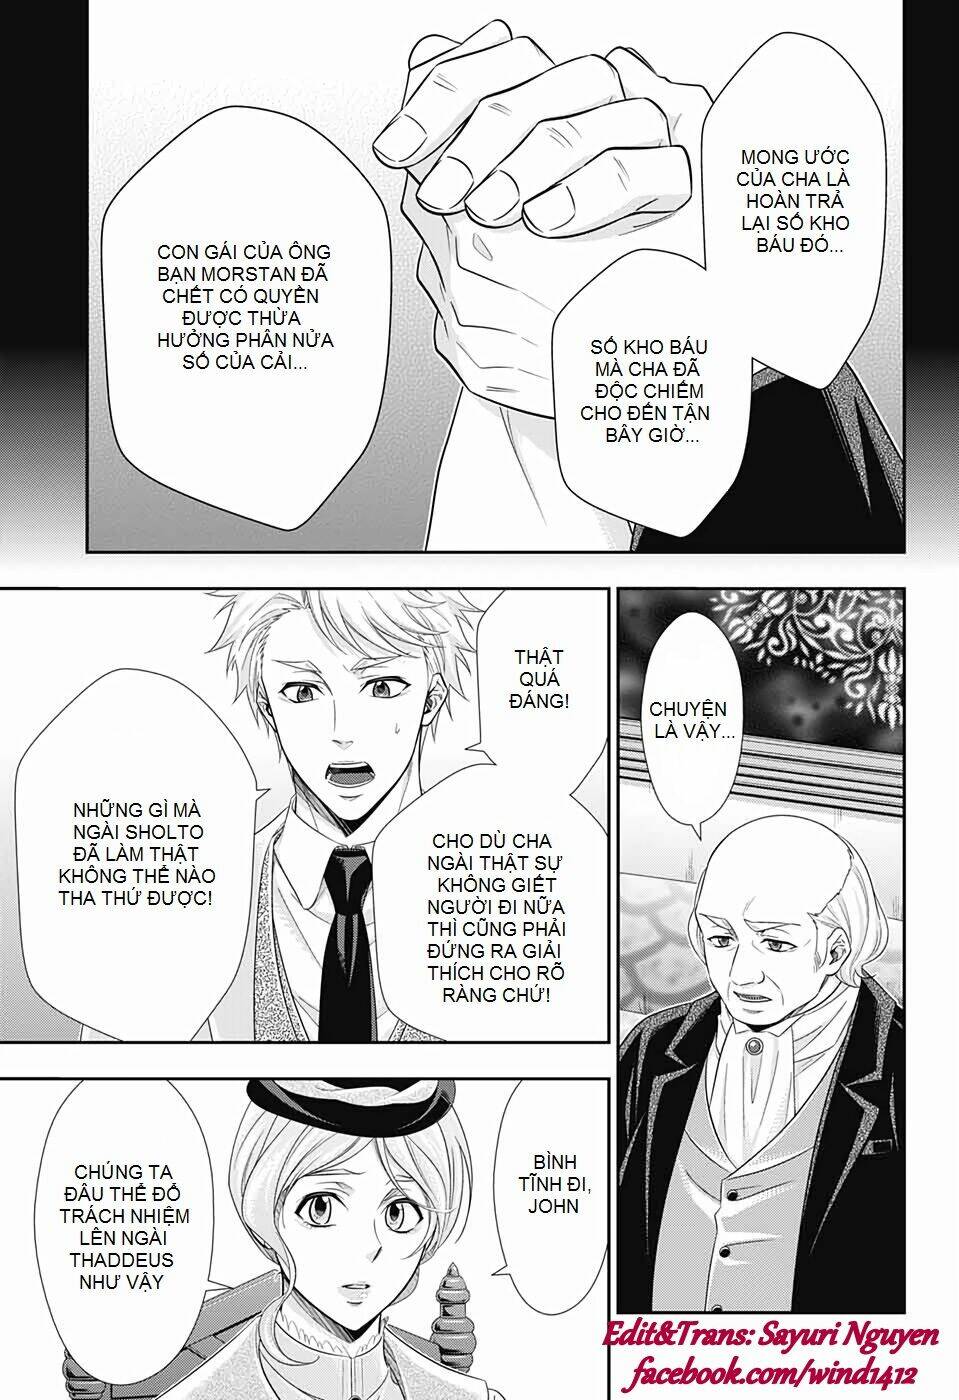 MONG ƯỚC
CỦA CHA LÀ
HOÀN TRẢ
LẠI SỐ KHO
BÁU ĐÓ...
SỐ KHO BÁU
MÀ CHA ĐÃ
ĐỘC CHIẾM
CHO ĐẾN TẬN
BÂY GIỜ...
CON GÁI CỦA ÔNG
BẠN MORSTAN ĐÃ
CHẾT CÓ QUYỀN
ĐƯỢC THỪA
HƯỞNG PHÂN NỬA
SỐ CỦA CẢI...
CHUYỆN
LÀ VẬY...
THẬT
QUÁ
ĐÁNG!
CHO DÙ CHA
NGÀI THẬT SỰ
KHÔNG GIẾT
NGƯỜI ĐI NỮA
THÌ CŨNG PHẢI
ĐỨNG RA GIẢI
THÍCH CHO RÕ
RÀNG CHỨ!
NHỮNG GÌ MÀ
NGÀI SHOLTO
ĐÃ LÀM THẬT
KHÔNG THỂ NÀO
THA THỨ ĐƯỢC!
BÌNH
TĨNH ĐI,
JOHN
CHÚNG TA
ĐÂU THỂ ĐỔ
TRÁCH NHIỆM
LÊN NGÀI
THADDEUS
NHƯ VẬY
Edit&Trans: Sayuri Nguyen
facebook.com/wind1412